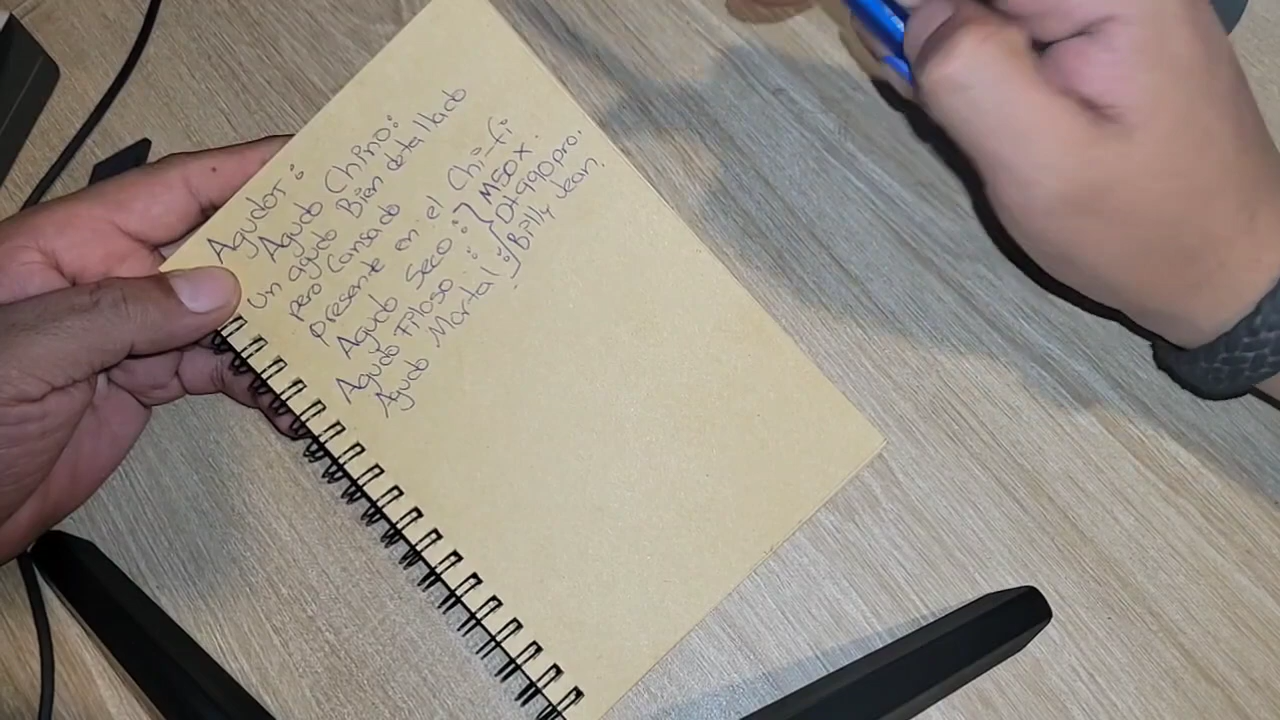 Agudos:
Agudo Chino:
Un agudo Bien detallado
pero Cansado
presente en el Chi-fi.
Agudo Seco: } M50x.
Agudo Filoso: { Dt990pro.
Agudo Mortal: } Billy Jean.